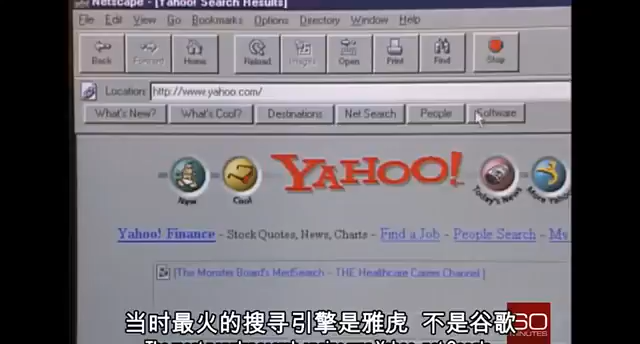 Netscape - [Yahoo! Search Results]
File Edit View Go Bookmarks Options Directory Window Help
Back Forward Home Reload Images Open Print Find Stop
Location: http://www.yahoo.com/
What's New? What's Cool? Destinations Net Search People Software
YAHOO!
New Cool Today's News More Yahoo
Yahoo! Finance - Stock Quotes, News, Charts - Find a Job - People Search - My
[The Monster Board's MedSearch - THE Healthcare Career Channel]
当时最火的搜寻引擎是雅虎 不是谷歌
60
MINUTES